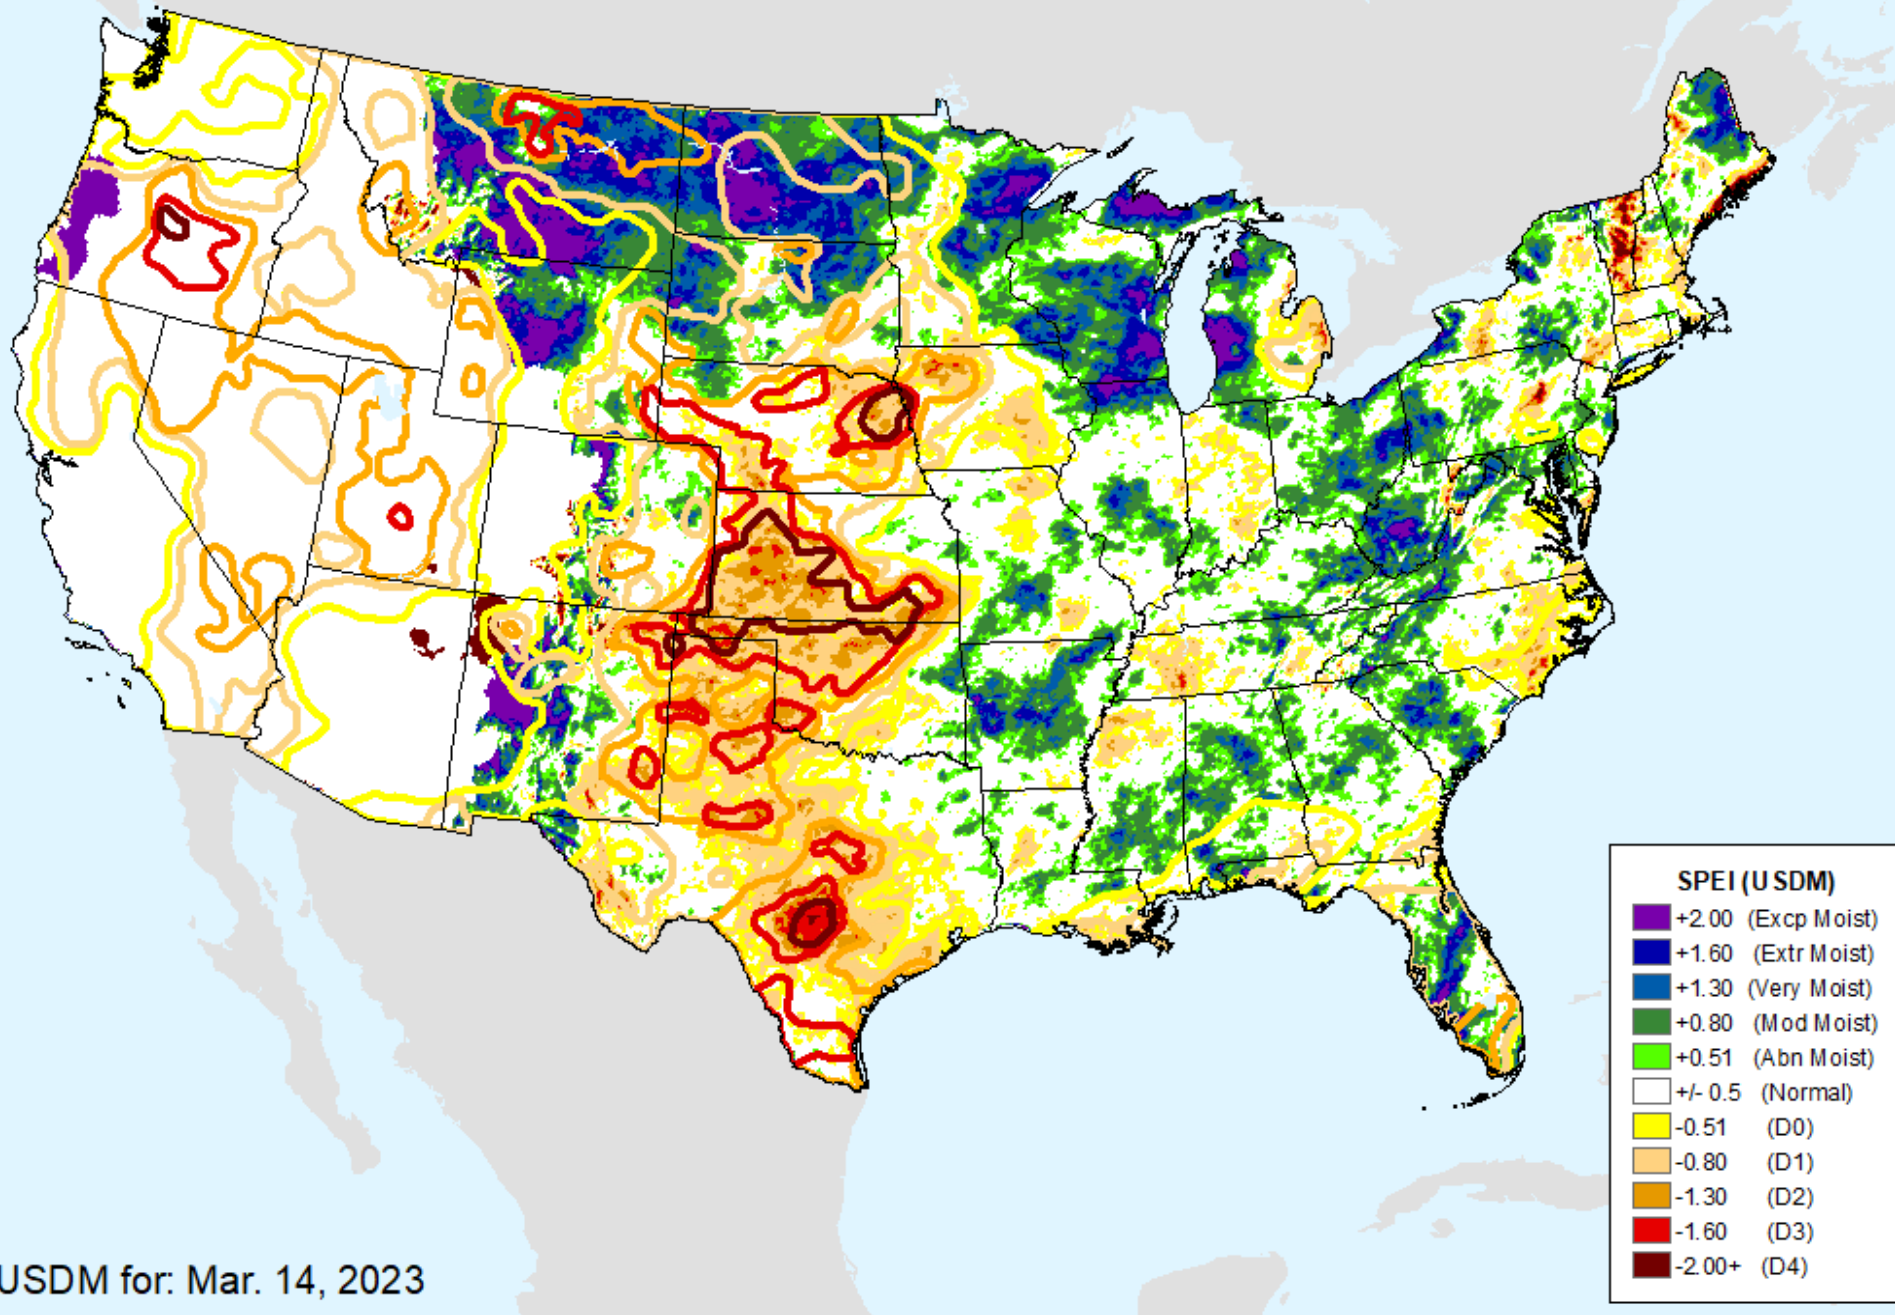 SPEI (USDM)
+2.00 (Excp Moist)
+1.60 (Extr Moist)
+1.30 (Very Moist)
+0.80 (Mod Moist)
+0.51 (Abn Moist)
+/- 0.5 (Normal)
-0.51 (D0)
-0.80 (D1)
-1.30 (D2)
-1.60 (D3)
-2.00+ (D4)
USDM for: Mar. 14, 2023